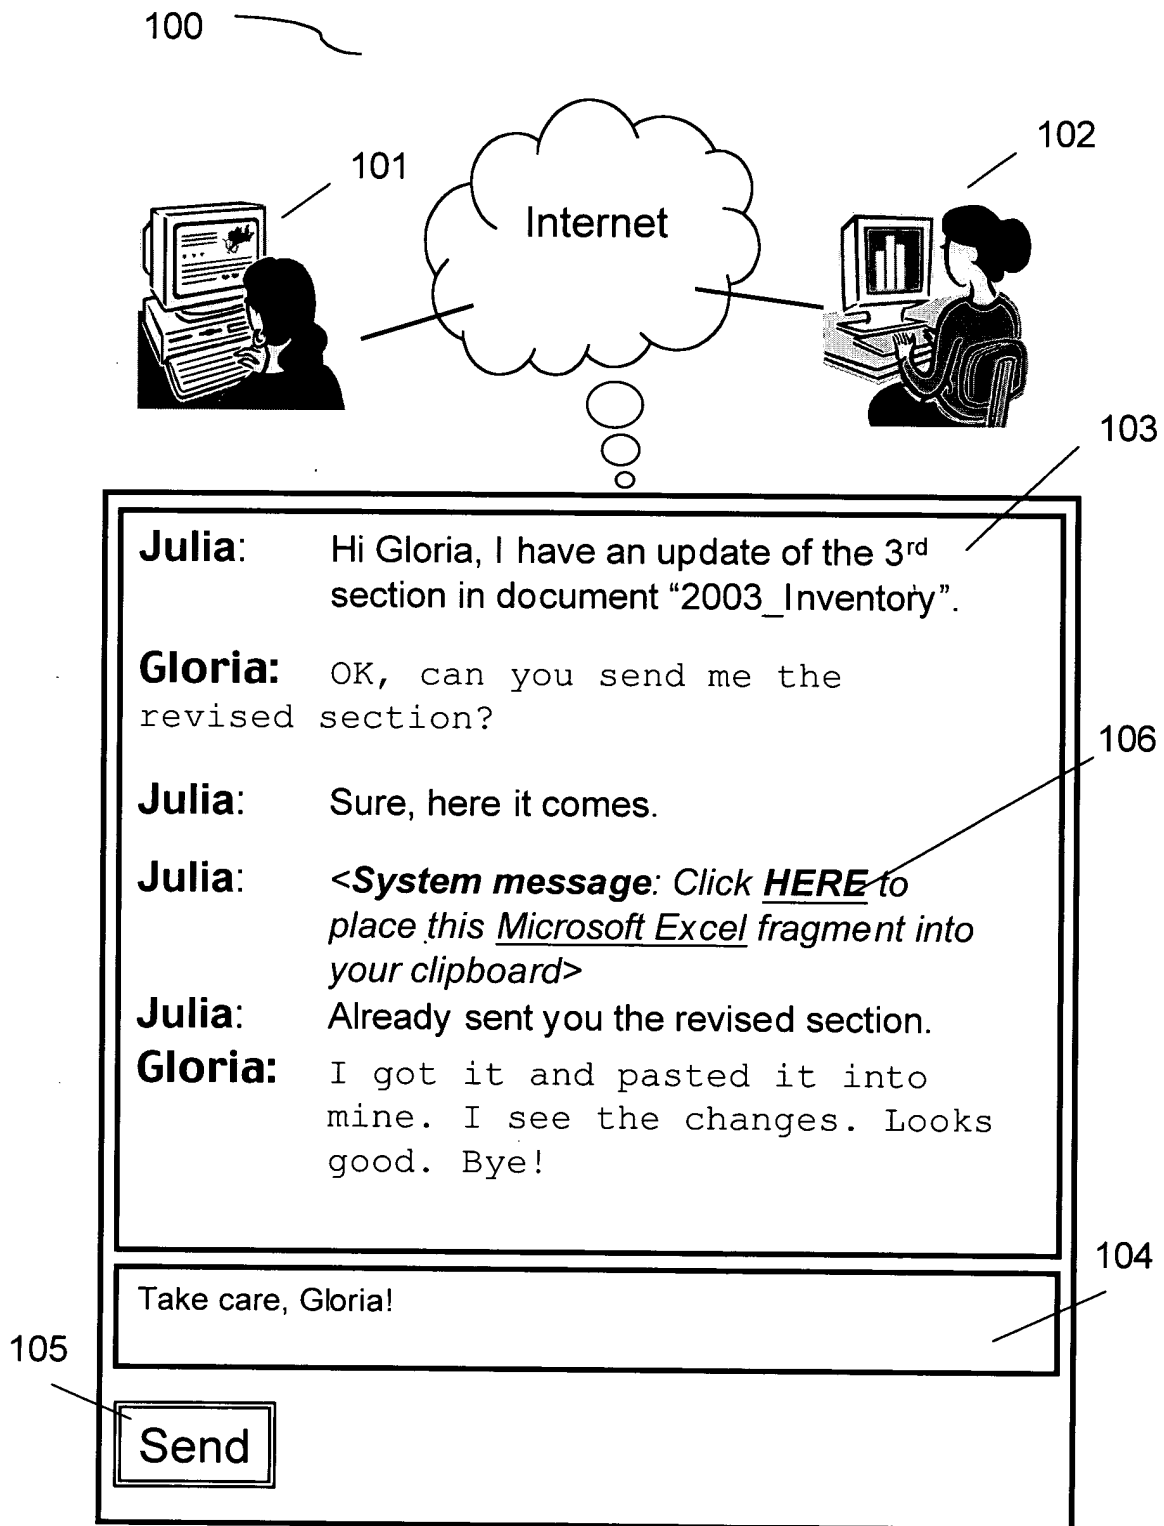 100
102
101
Internet
103
Julia: Hi Gloria, I have an update of the 3rd
section in document “2003_Inventory”.
Gloria: OK, can you send me the
revised section?
106
Julia: Sure, here it comes.
Julia: <System message: Click HERE to
place this Microsoft Excel fragment into
your clipboard>
Julia: Already sent you the revised section.
Gloria: I got it and pasted it into
mine. I see the changes. Looks
good. Bye!
104
Take care, Gloria!
105
Send